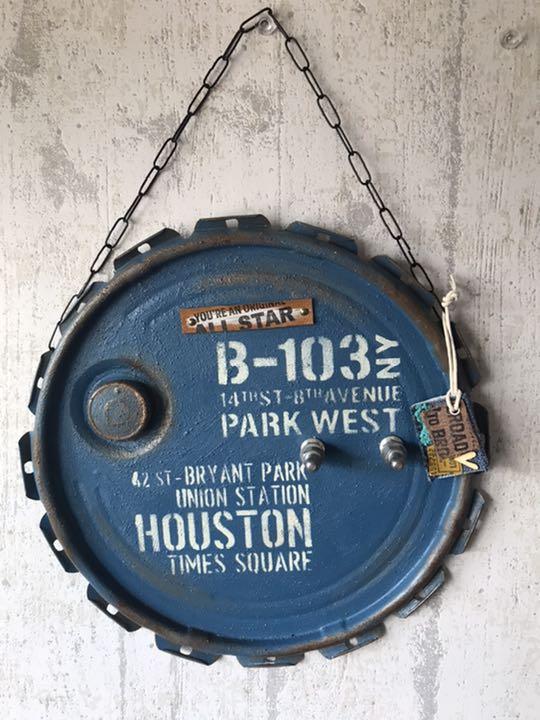 YOU'RE AN ORIGINAL
ALL STAR
B-103 NY
14TH ST-8TH AVENUE
PARK WEST
42 ST-BRYANT PARK
UNION STATION
HOUSTON
TIMES SQUARE
ROAD
TO